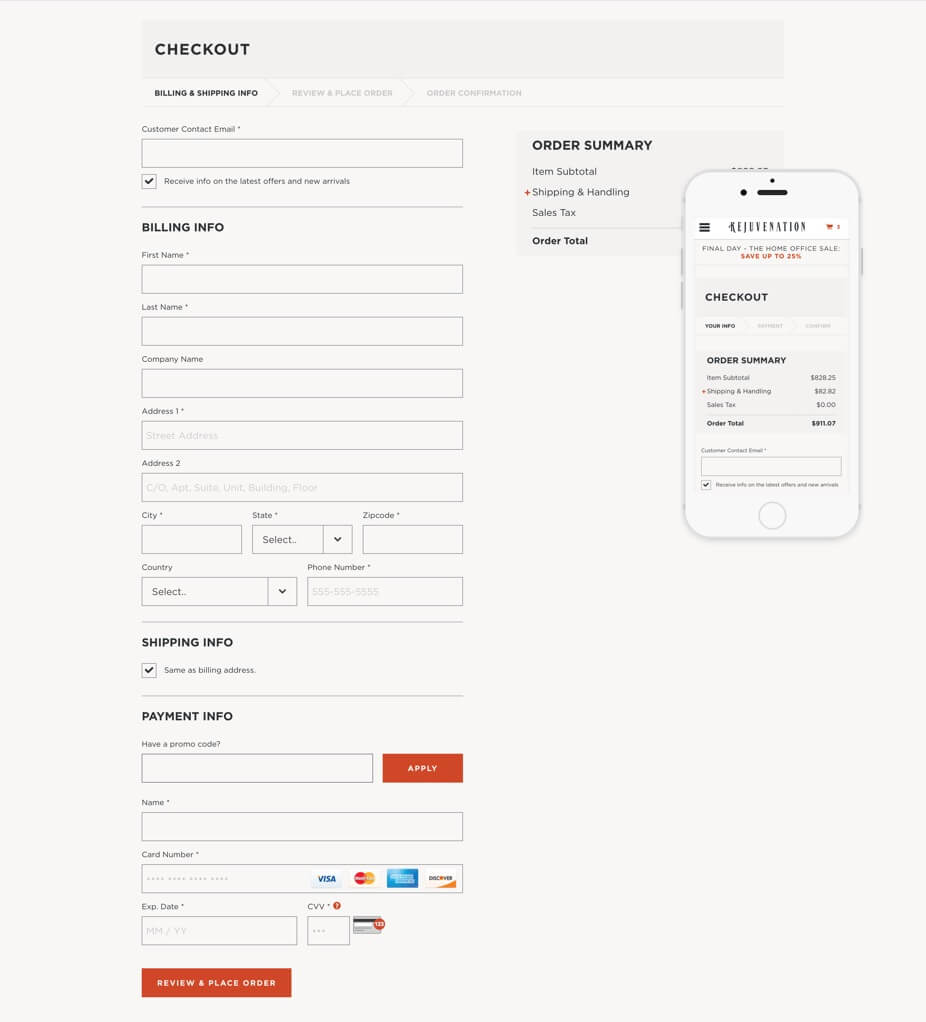 CHECKOUT
BILLING & SHIPPING INFO REVIEW & PLACE ORDER ORDER CONFIRMATION
Customer Contact Email *
Receive info on the latest offers and new arrivals
BILLING INFO
First Name *
Last Name *
Company Name
Address 1 *
Street Address
Address 2
C/O, Apt, Suite, Unit, Building, Floor
City * State * Zipcode *
Select..
Country Phone Number *
Select.. 555-555-5555
SHIPPING INFO
Same as billing address.
PAYMENT INFO
Have a promo code?
APPLY
Name *
Card Number *
**** **** **** **** VISA MasterCard AMERICAN EXPRESS DISCOVER
Exp. Date * CVV * ?
MM / YY *** 123
REVIEW & PLACE ORDER
ORDER SUMMARY
Item Subtotal
+ Shipping & Handling
Sales Tax
Order Total
REJUVENATION 3
FINAL DAY - THE HOME OFFICE SALE:
SAVE UP TO 25%
CHECKOUT
YOUR INFO PAYMENT CONFIRM
ORDER SUMMARY
Item Subtotal $828.25
+ Shipping & Handling $82.82
Sales Tax $0.00
Order Total $911.07
Customer Contact Email *
Receive info on the latest offers and new arrivals